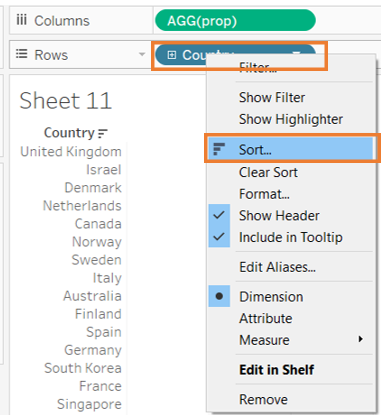 Columns
AGG(prop)
Rows
Country
Filter...
Show Filter
Show Highlighter
Sort...
Clear Sort
Format...
Show Header
Include in Tooltip
Edit Aliases...
Dimension
Attribute
Measure
Edit in Shelf
Remove
Sheet 11
Country
United Kingdom
Israel
Denmark
Netherlands
Canada
Norway
Sweden
Italy
Australia
Finland
Spain
Germany
South Korea
France
Singapore